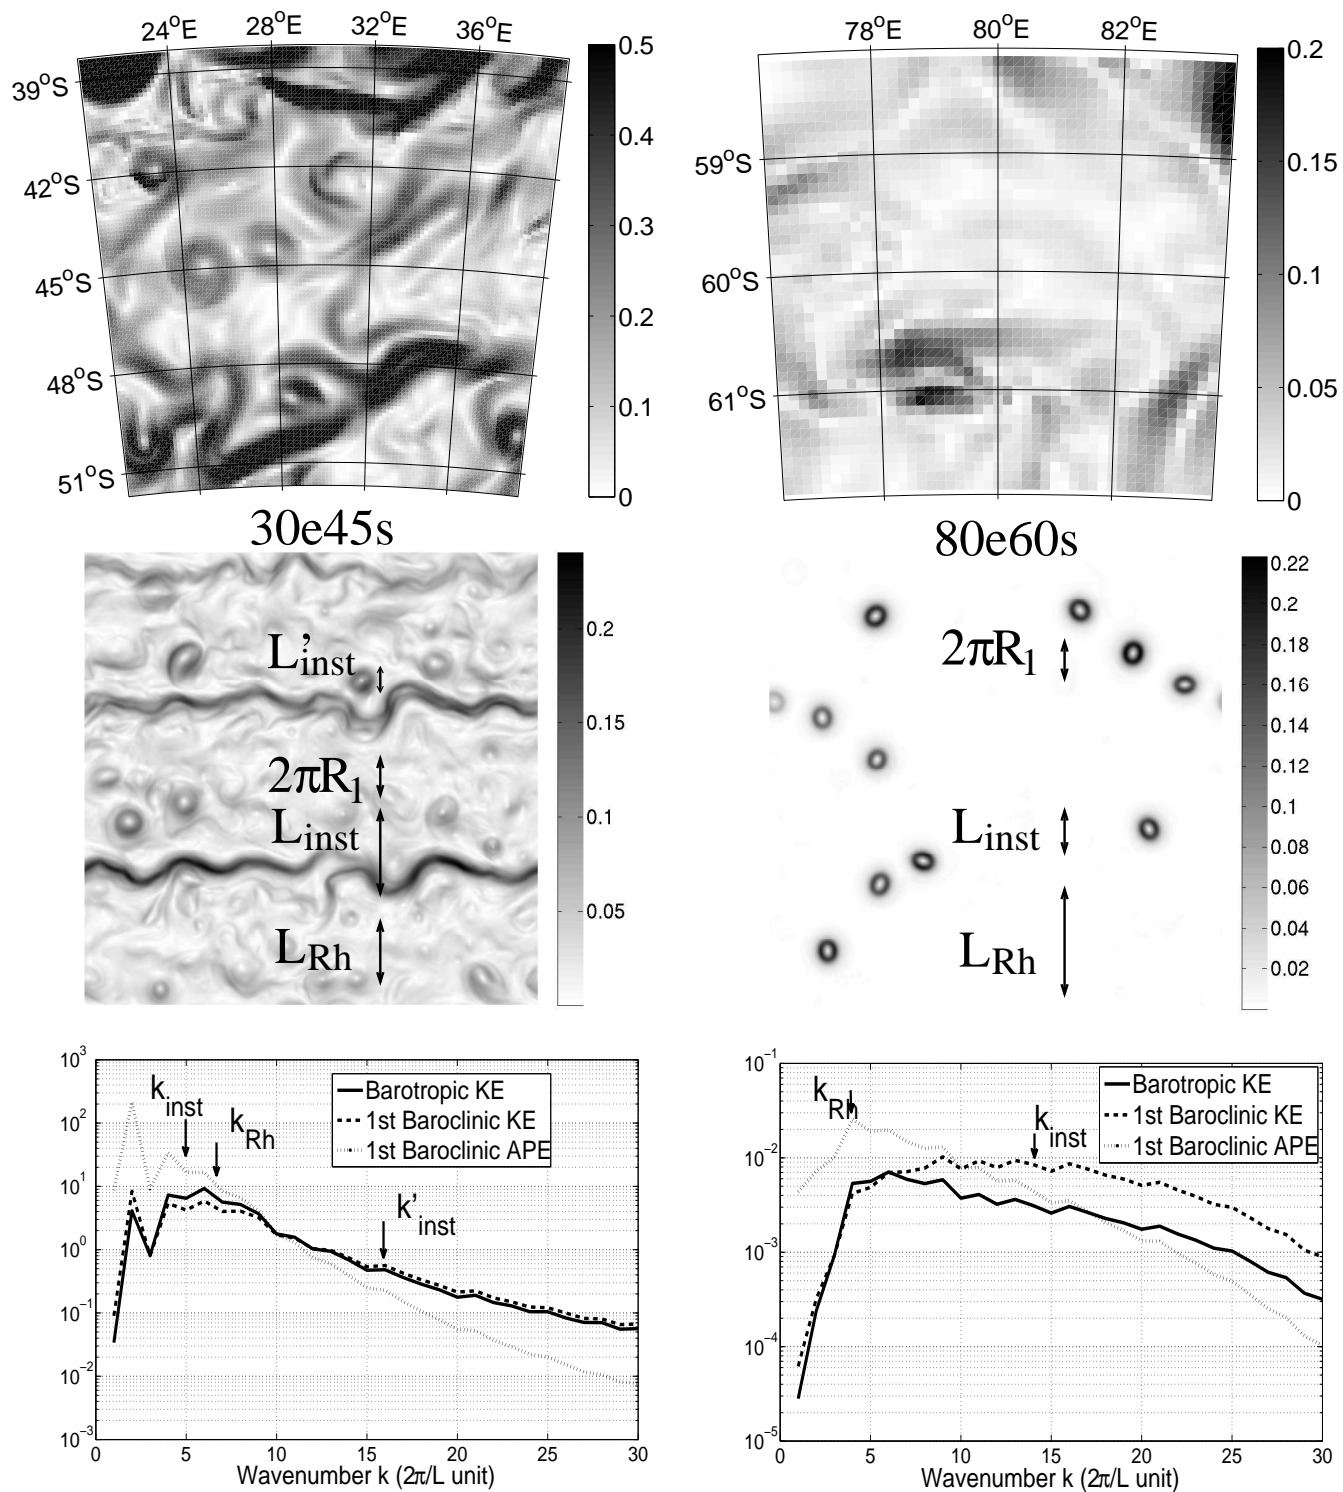 24°E 28°E 32°E 36°E
39°S
42°S
45°S
48°S
51°S
0.5
0.4
0.3
0.2
0.1
0
78°E 80°E 82°E
59°S
60°S
61°S
0.2
0.15
0.1
0.05
0
30e45s
L'inst
2πR1
Linst
LRh
0.2
0.15
0.1
0.05
80e60s
2πR1
Linst
LRh
0.22
0.2
0.18
0.16
0.14
0.12
0.1
0.08
0.06
0.04
0.02
10^3
10^2
10^1
10^0
10^-1
10^-2
10^-3
kinst
kRh
k'inst
Barotropic KE
1st Baroclinic KE
1st Baroclinic APE
0 5 10 15 20 25 30
Wavenumber k (2π/L unit)
10^-1
10^-2
10^-3
10^-4
10^-5
kRh
kinst
Barotropic KE
1st Baroclinic KE
1st Baroclinic APE
0 5 10 15 20 25 30
Wavenumber k (2π/L unit)